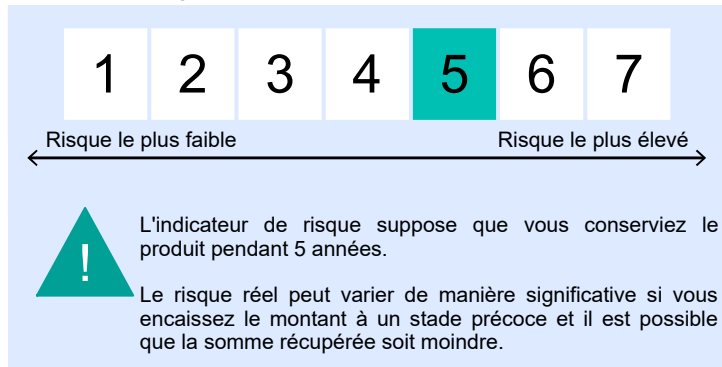 1 2 3 4 5 6 7
Risque le plus faible Risque le plus élevé
!
L'indicateur de risque suppose que vous conserviez le
produit pendant 5 années.
Le risque réel peut varier de manière significative si vous
encaissez le montant à un stade précoce et il est possible
que la somme récupérée soit moindre.